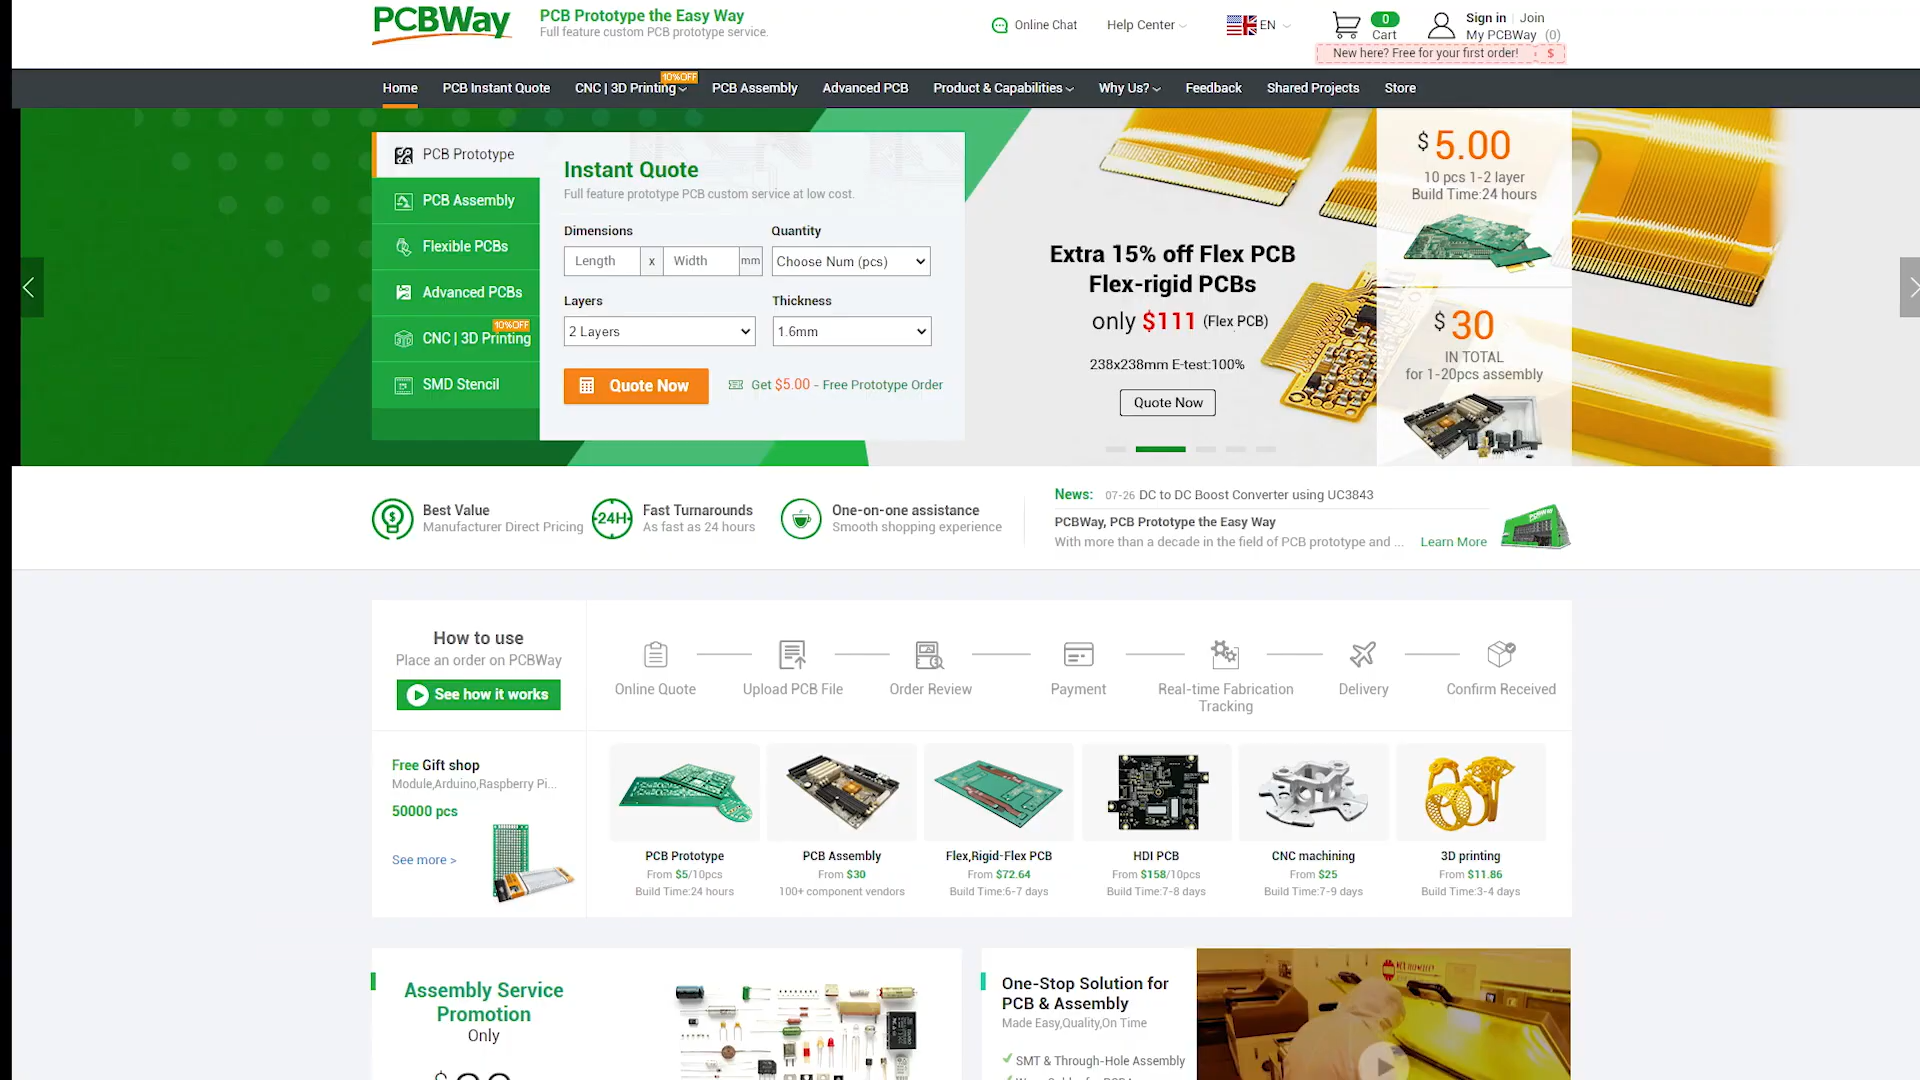 PCBWay
PCB Prototype the Easy Way
Full feature custom PCB prototype service.
Online Chat
Help Center
EN
0
Cart
Sign in | Join
My PCBWay (0)
New here? Free for your first order! $
Home
PCB Instant Quote
CNC | 3D Printing
10%OFF
PCB Assembly
Advanced PCB
Product & Capabilities
Why Us?
Feedback
Shared Projects
Store
PCB Prototype
PCB Assembly
Flexible PCBs
Advanced PCBs
10%OFF
CNC | 3D Printing
SMD Stencil
Instant Quote
Full feature prototype PCB custom service at low cost.
Dimensions
Quantity
Length x Width mm
Choose Num (pcs)
Layers
Thickness
2 Layers
1.6mm
Quote Now
Get $5.00 - Free Prototype Order
Extra 15% off Flex PCB
Flex-rigid PCBs
only $111 (Flex PCB)
238x238mm E-test:100%
Quote Now
$ 5.00
10 pcs 1-2 layer
Build Time:24 hours
$ 30
IN TOTAL
for 1-20pcs assembly
Best Value
Manufacturer Direct Pricing
24H
Fast Turnarounds
As fast as 24 hours
One-on-one assistance
Smooth shopping experience
News: 07-26 DC to DC Boost Converter using UC3843
PCBWay, PCB Prototype the Easy Way
With more than a decade in the field of PCB prototype and ... Learn More
How to use
Place an order on PCBWay
See how it works
Online Quote
Upload PCB File
Order Review
Payment
Real-time Fabrication
Tracking
Delivery
Confirm Received
Free Gift shop
Module,Arduino,Raspberry Pi...
50000 pcs
See more >
PCB Prototype
From $5/10pcs
Build Time:24 hours
PCB Assembly
From $30
100+ component vendors
Flex,Rigid-Flex PCB
From $72.64
Build Time:6-7 days
HDI PCB
From $158/10pcs
Build Time:7-8 days
CNC machining
From $25
Build Time:7-9 days
3D printing
From $11.86
Build Time:3-4 days
Assembly Service
Promotion
Only
One-Stop Solution for
PCB & Assembly
Made Easy,Quality,On Time
SMT & Through-Hole Assembly